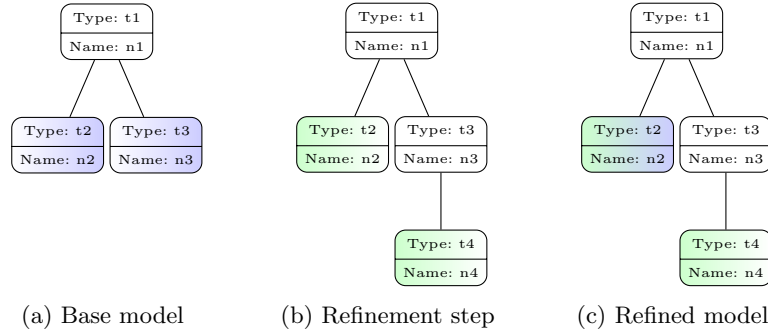 Type: t1
Name: n1
Type: t2
Name: n2
Type: t3
Name: n3
(a) Base model
Type: t1
Name: n1
Type: t2
Name: n2
Type: t3
Name: n3
Type: t4
Name: n4
(b) Refinement step
Type: t1
Name: n1
Type: t2
Name: n2
Type: t3
Name: n3
Type: t4
Name: n4
(c) Refined model